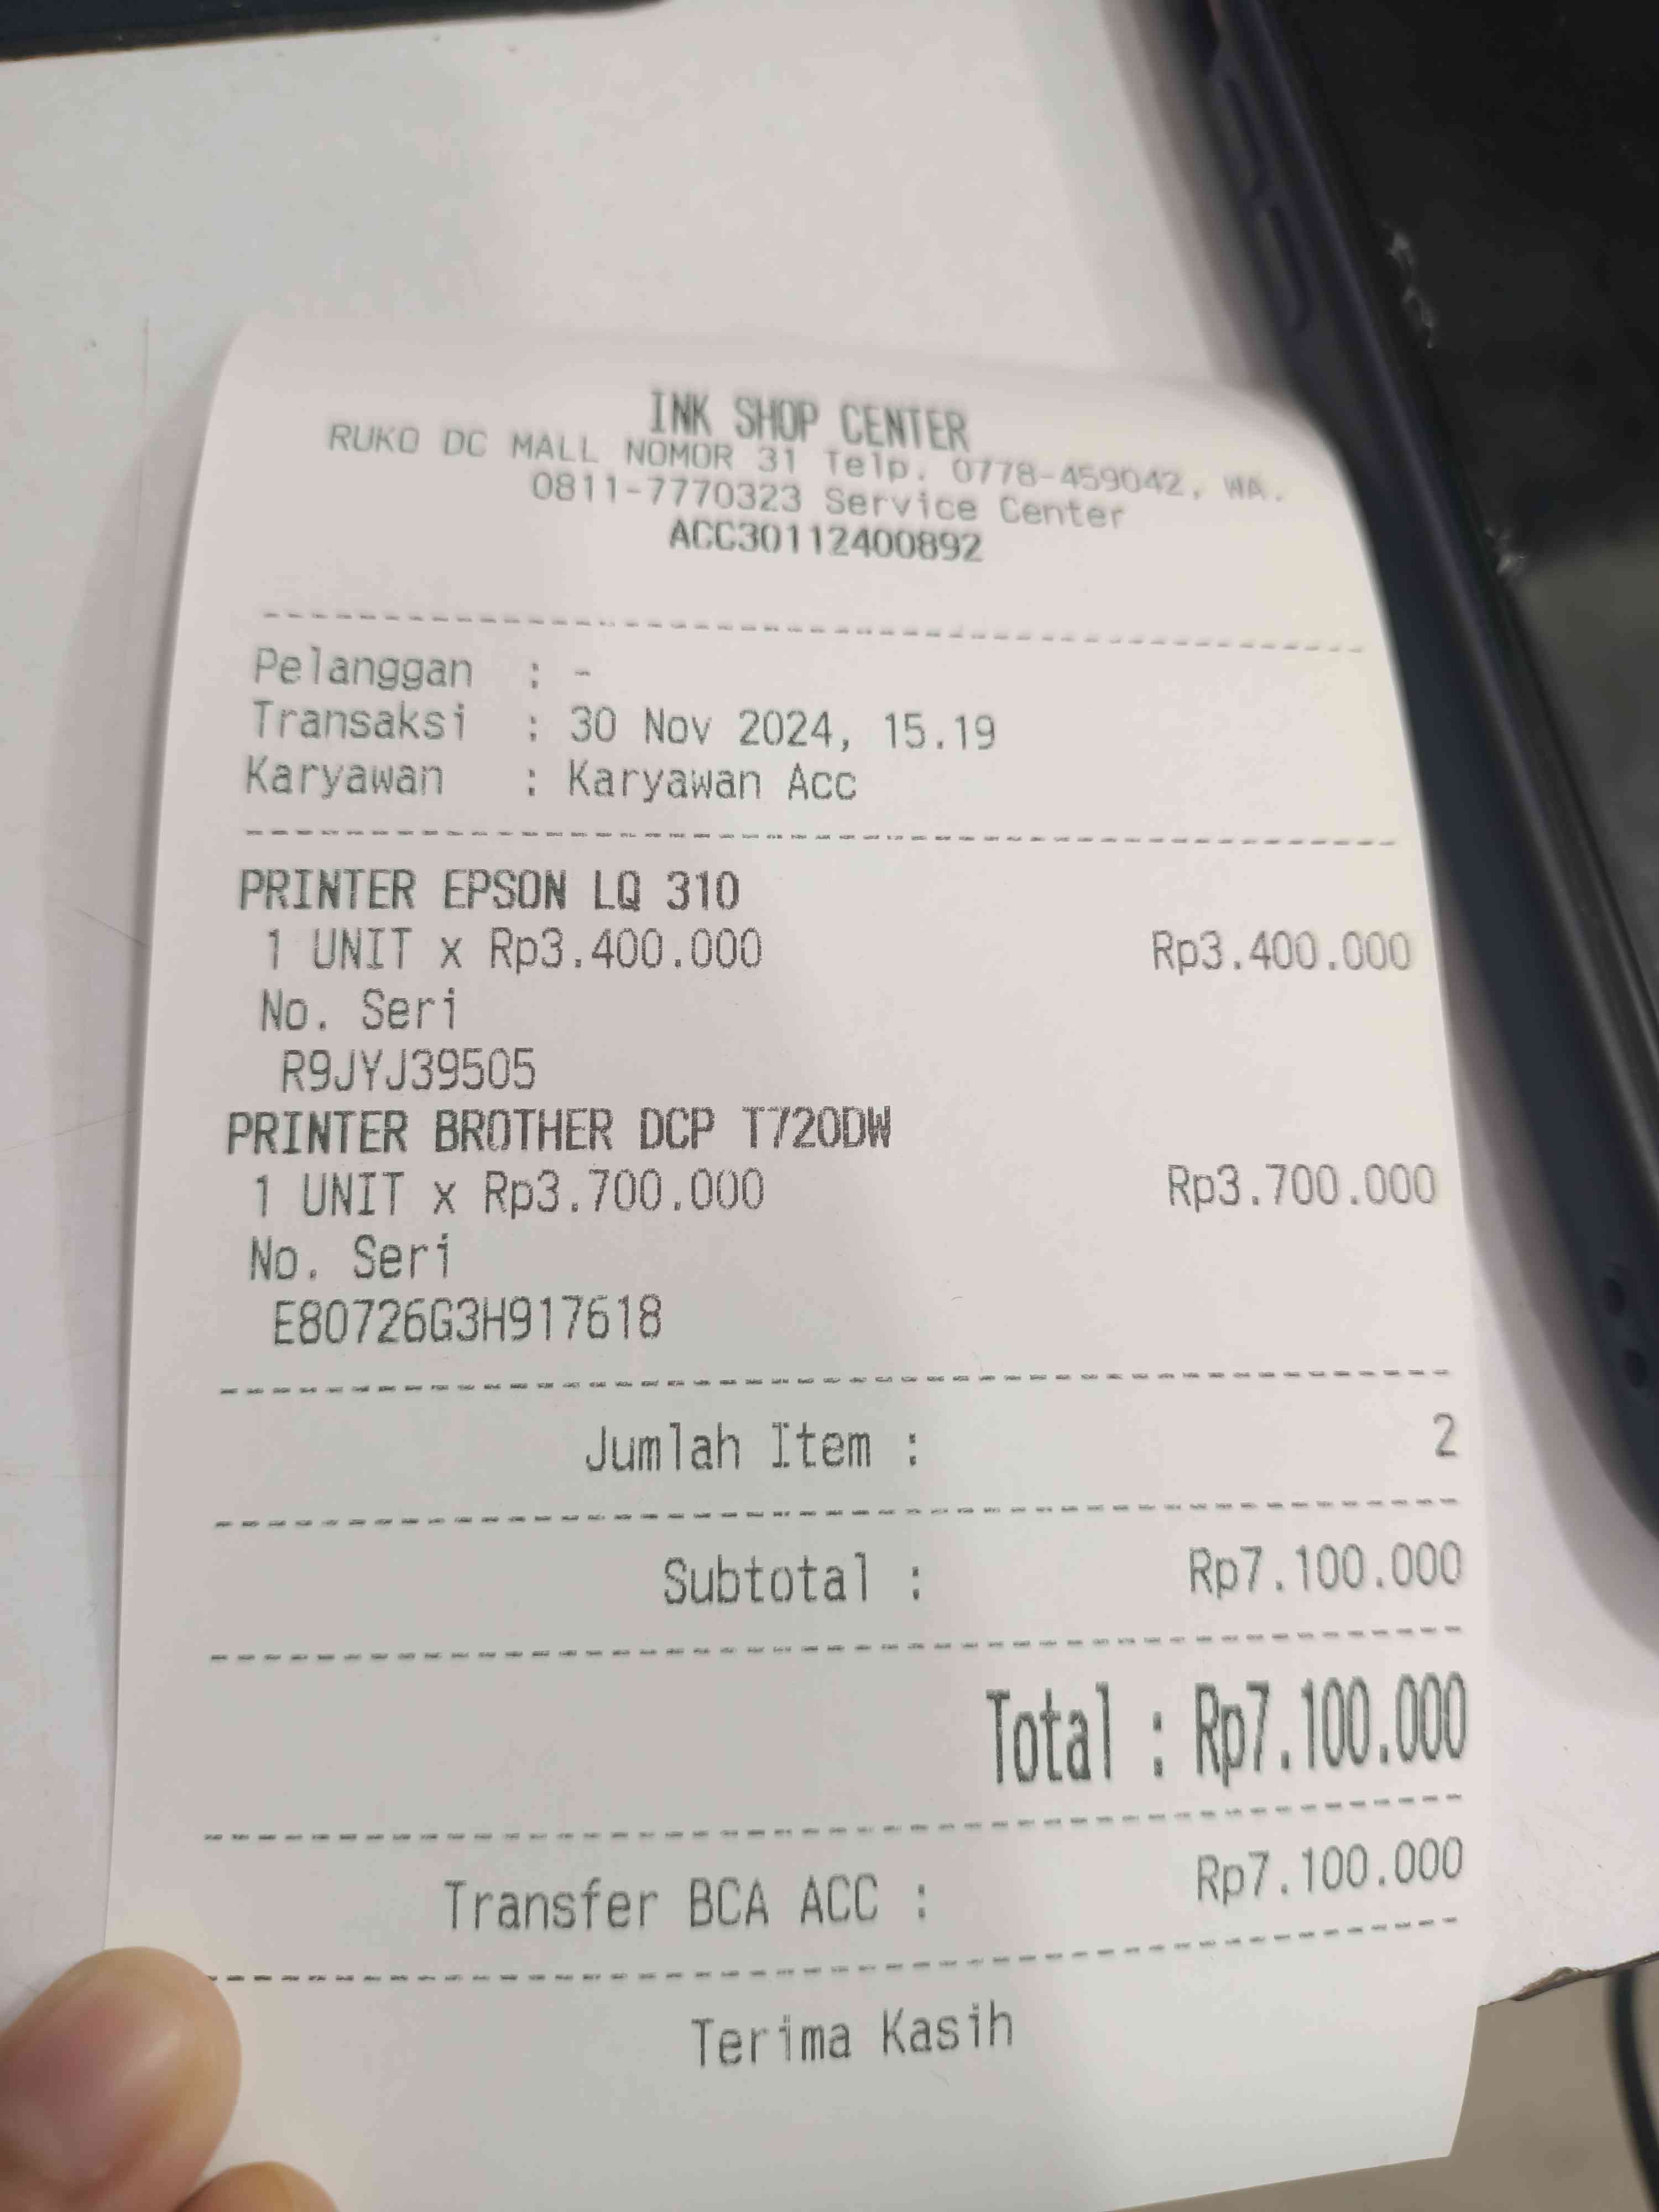 INK SHOP CENTER
RUKO DC MALL NOMOR 31 Telp. 0778-459042, WA.
0811-7770323 Service Center
ACC30112400892
Pelanggan : -
Transaksi : 30 Nov 2024, 15.19
Karyawan : Karyawan Acc
PRINTER EPSON LQ 310
1 UNIT x Rp3.400.000 Rp3.400.000
No. Seri
R9JYJ39505
PRINTER BROTHER DCP T720DW
1 UNIT x Rp3.700.000 Rp3.700.000
No. Seri
E80726G3H917618
Jumlah Item : 2
Subtotal : Rp7.100.000
Total : Rp7.100.000
Transfer BCA ACC : Rp7.100.000
Terima Kasih